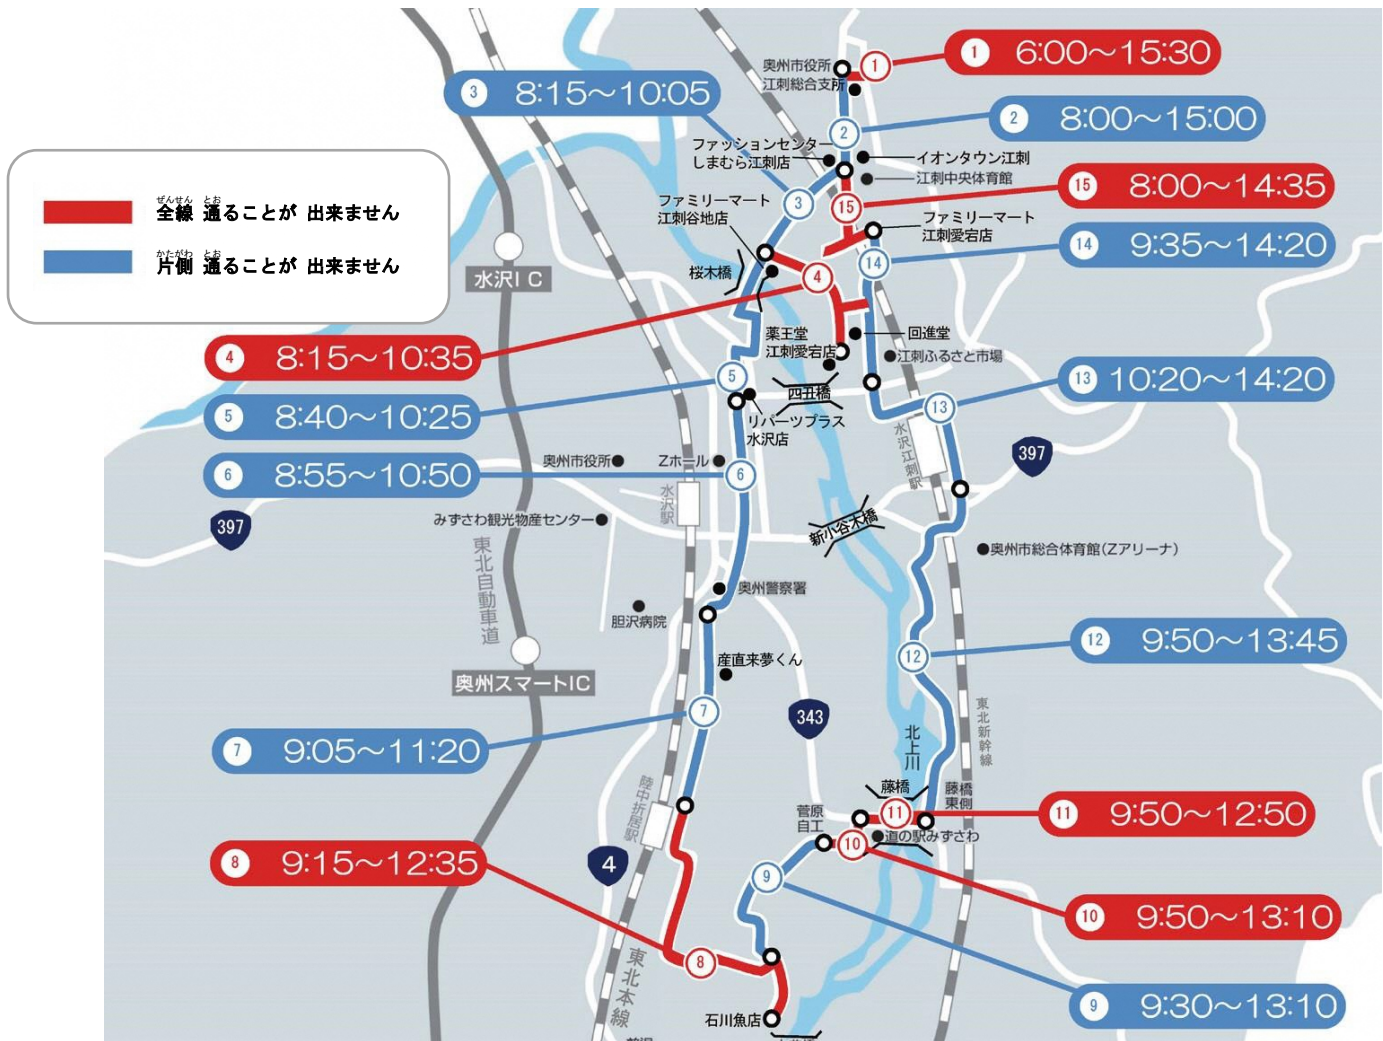 ① 6:00〜15:30
奥州市役所
江刺総合支所
①
③ 8:15〜10:05
② 8:00〜15:00
②
ファッションセンター
しまむら江刺店
イオンタウン江刺
江刺中央体育館
⑮ 8:00〜14:35
ぜんせん とお
全線 通ることが 出来ません
かたがわ とお
片側 通ることが 出来ません
③
⑮
ファミリーマート
江刺谷地店
ファミリーマート
江刺愛宕店
⑭ 9:35〜14:20
水沢IC
桜木橋
④
⑭
④ 8:15〜10:35
薬王堂
江刺愛宕店
回進堂
江刺ふるさと市場
⑤
⑬ 10:20〜14:20
⑤ 8:40〜10:25
四丑橋
⑬
リパーツプラス
水沢店
水沢江刺駅
397
奥州市役所
Zホール
⑥
⑥ 8:55〜10:50
水沢駅
397
みずさわ観光物産センター
新小谷木橋
東北自動車道
奥州市総合体育館(Zアリーナ)
奥州警察署
胆沢病院
⑫ 9:50〜13:45
奥州スマートIC
産直来夢くん
⑫
⑦
343
北上川
東北新幹線
⑦ 9:05〜11:20
陸中折居駅
藤橋
藤橋
東側
菅原
自工
⑪
⑪ 9:50〜12:50
道の駅みずさわ
⑩
⑧ 9:15〜12:35
4
⑨
⑩ 9:50〜13:10
東北本線
⑧
⑨ 9:30〜13:10
石川魚店